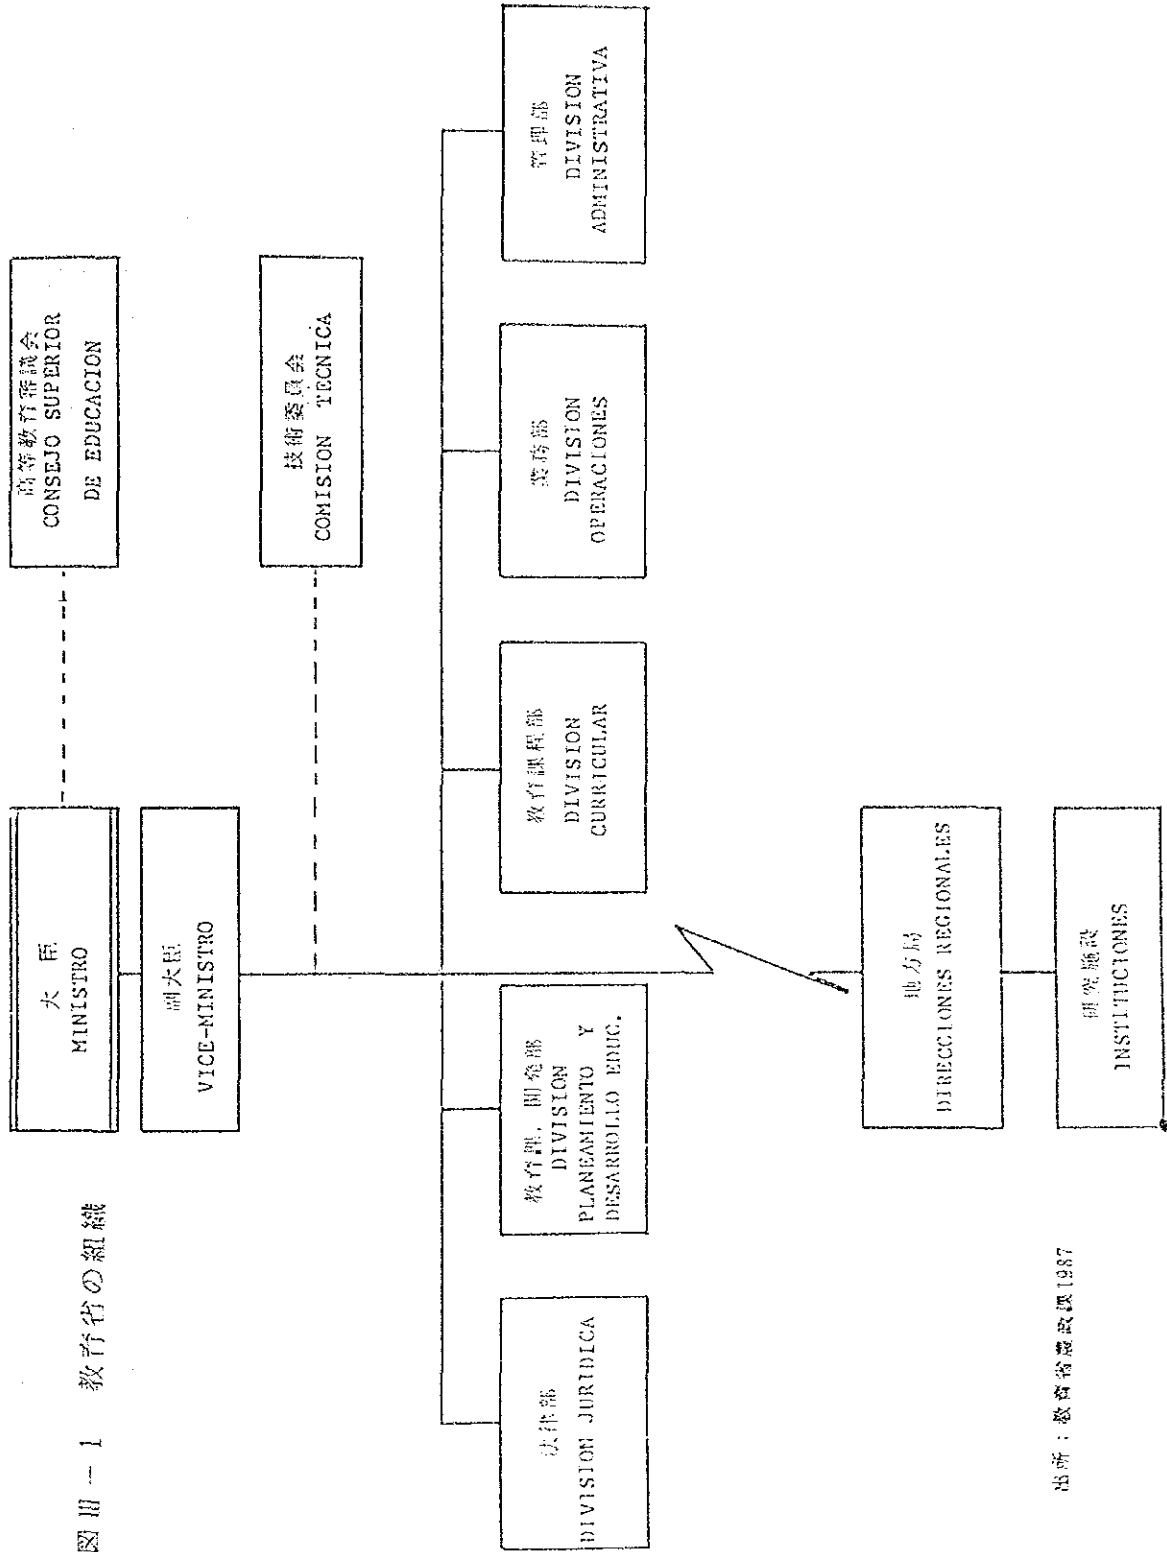 図 III － 1　教育省の組織
大 臣
MINISTRO
高等教育審議会
CONSEJO SUPERIOR
DE EDUCACION
副大臣
VICE-MINISTRO
技術委員会
COMISION TECNICA
法律部
DIVISION JURIDICA
教育課，開発部
DIVISION
PLANEAMIENTO Y
DESARROLLO EDUC.
教育課程部
DIVISION
CURRICULAR
業務部
DIVISION
OPERACIONES
管理部
DIVISION
ADMINISTRATIVA
地方局
DIRECCIONES REGIONALES
研究施設
INSTITUCIONES
出所：教育省農政課1987